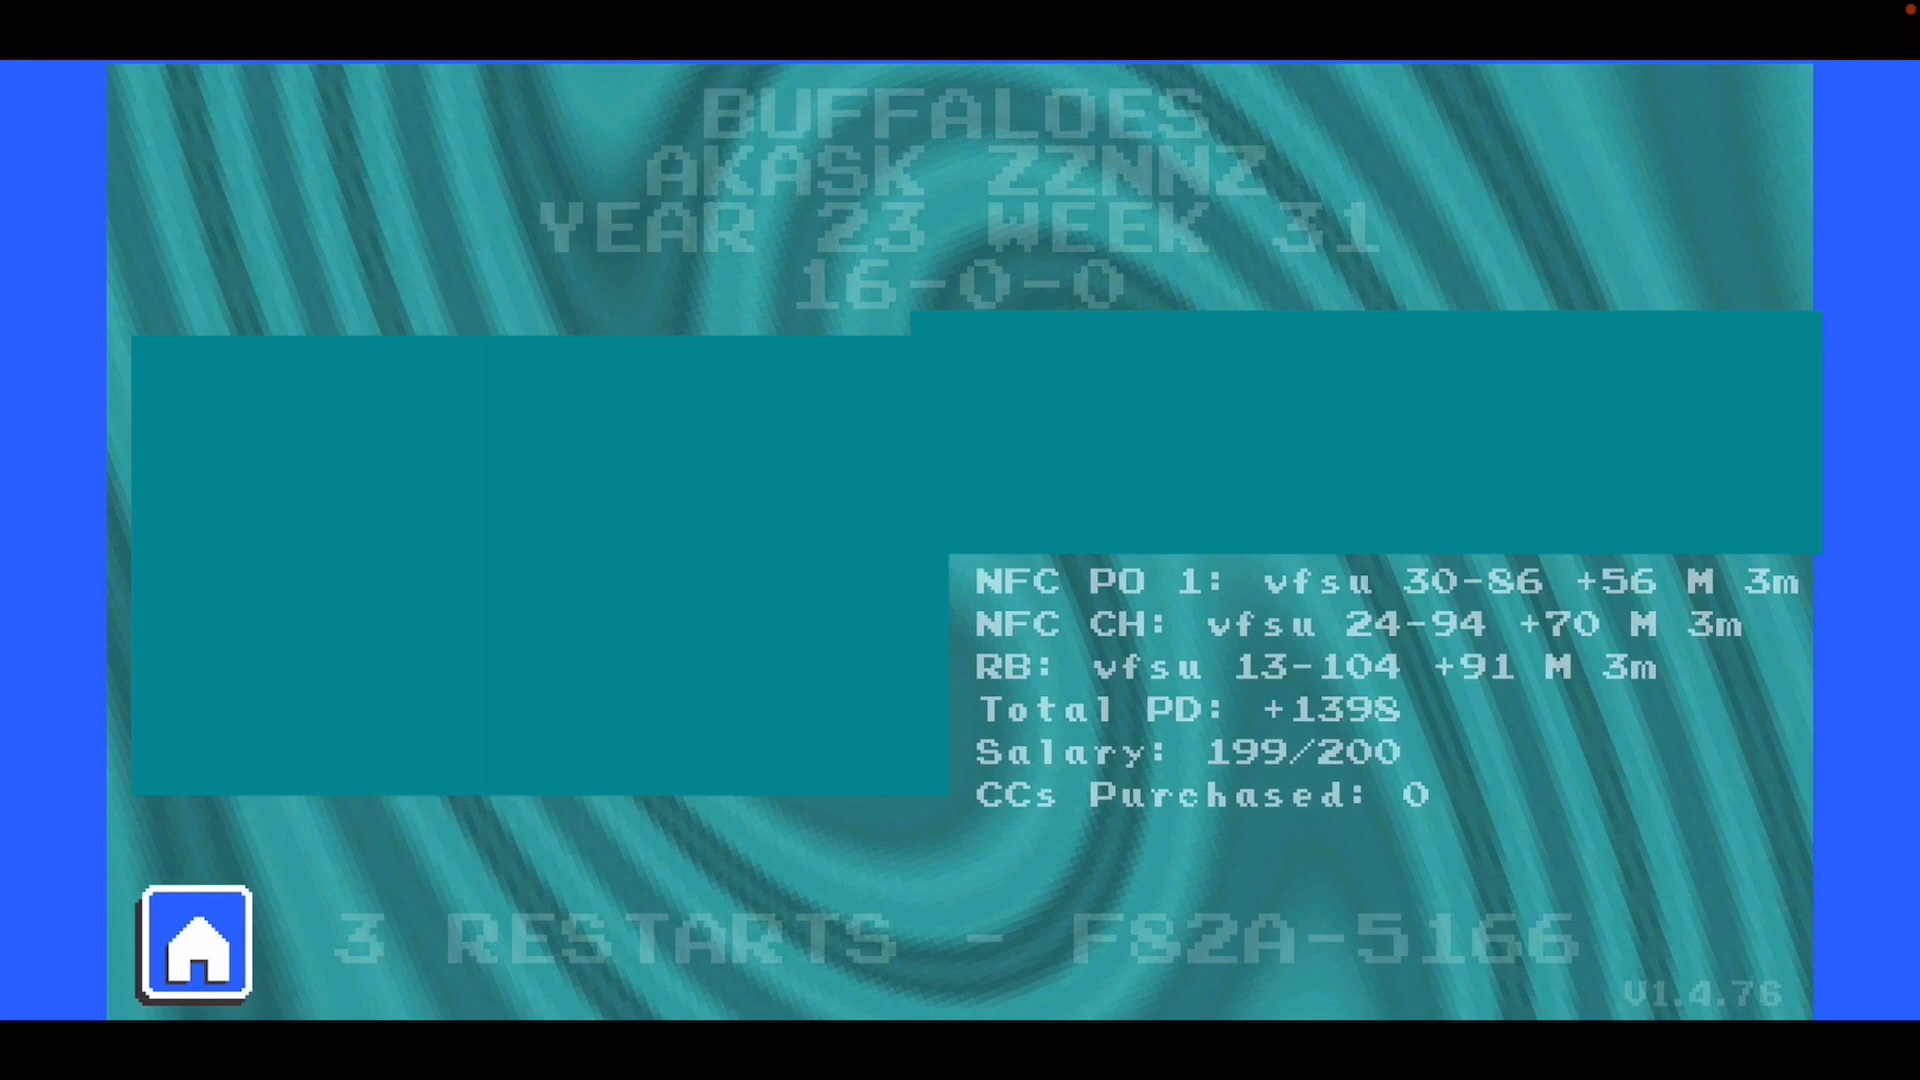 BUFFALOES
AKASK ZZNNZ
YEAR 23 WEEK 31
16-0-0
NFC PO 1: vfsu 30-86 +56 M 3m
NFC CH: vfsu 24-94 +70 M 3m
RB: vfsu 13-104 +91 M 3m
Total PD: +1398
Salary: 199/200
CCs Purchased: 0
3 RESTARTS - F82A-5166
V1.4.76